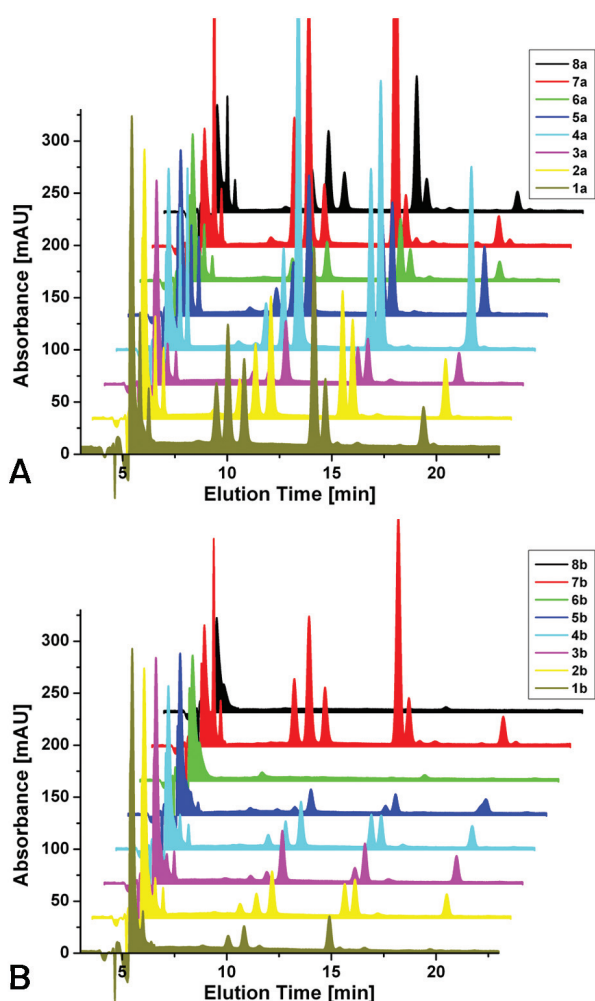 8a
7a
6a
5a
4a
3a
2a
1a
Absorbance [mAU]
300
250
200
150
100
50
0
5 10 15 20
Elution Time [min]
A
8b
7b
6b
5b
4b
3b
2b
1b
Absorbance [mAU]
300
250
200
150
100
50
0
5 10 15 20
Elution Time [min]
B